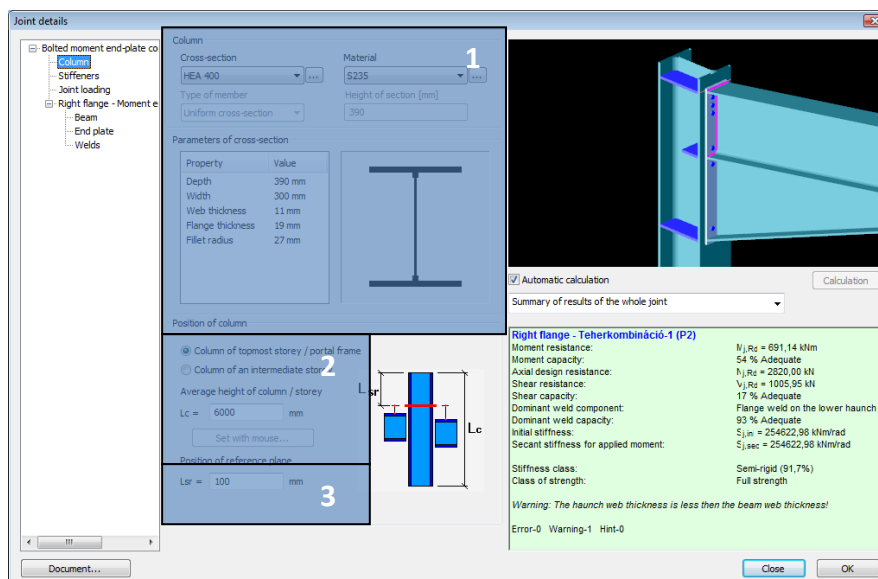 Joint details
Bolted moment end-plate co
Column
Stiffeners
Joint loading
Right flange - Moment e
Beam
End plate
Welds
Document...
Column
1
Cross-section Material
HEA 400 ... S235 ...
Type of member Height of section [mm]
Uniform cross-section 390
Parameters of cross-section
Property Value
Depth 390 mm
Width 300 mm
Web thickness 11 mm
Flange thickness 19 mm
Fillet radius 27 mm
Position of column
2
Column of topmost storey / portal frame
Column of an intermediate storey
Average height of column / storey
Lc = 6000 mm
Set with mouse...
Position of reference plane
3
Lsr = 100 mm
Lsr
Lc
Automatic calculation Calculation
Summary of results of the whole joint
Right flange - Teherkombináció-1 (P2)
Moment resistance: Mj,Rd = 691,14 kNm
Moment capacity: 54 % Adequate
Axial design resistance: Nj,Rd = 2820,00 kN
Shear resistance: Vj,Rd = 1005,95 kN
Shear capacity: 17 % Adequate
Dominant weld component: Flange weld on the lower haunch
Dominant weld capacity: 93 % Adequate
Initial stiffness: Sj,ini = 254622,98 kNm/rad
Secant stiffness for applied moment: Sj,sec = 254622,98 kNm/rad
Stiffness class: Semi-rigid (91,7%)
Class of strength: Full strength
Warning: The haunch web thickness is less then the beam web thickness!
Error-0 Warning-1 Hint-0
Close OK